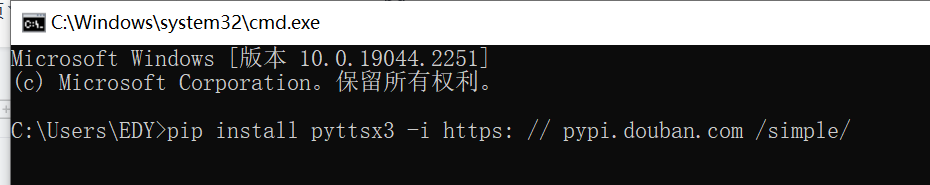 C:\Windows\system32\cmd.exe
Microsoft Windows [版本 10.0.19044.2251]
(c) Microsoft Corporation。保留所有权利。
C:\Users\EDY>pip install pyttsx3 -i https: // pypi.douban.com /simple/